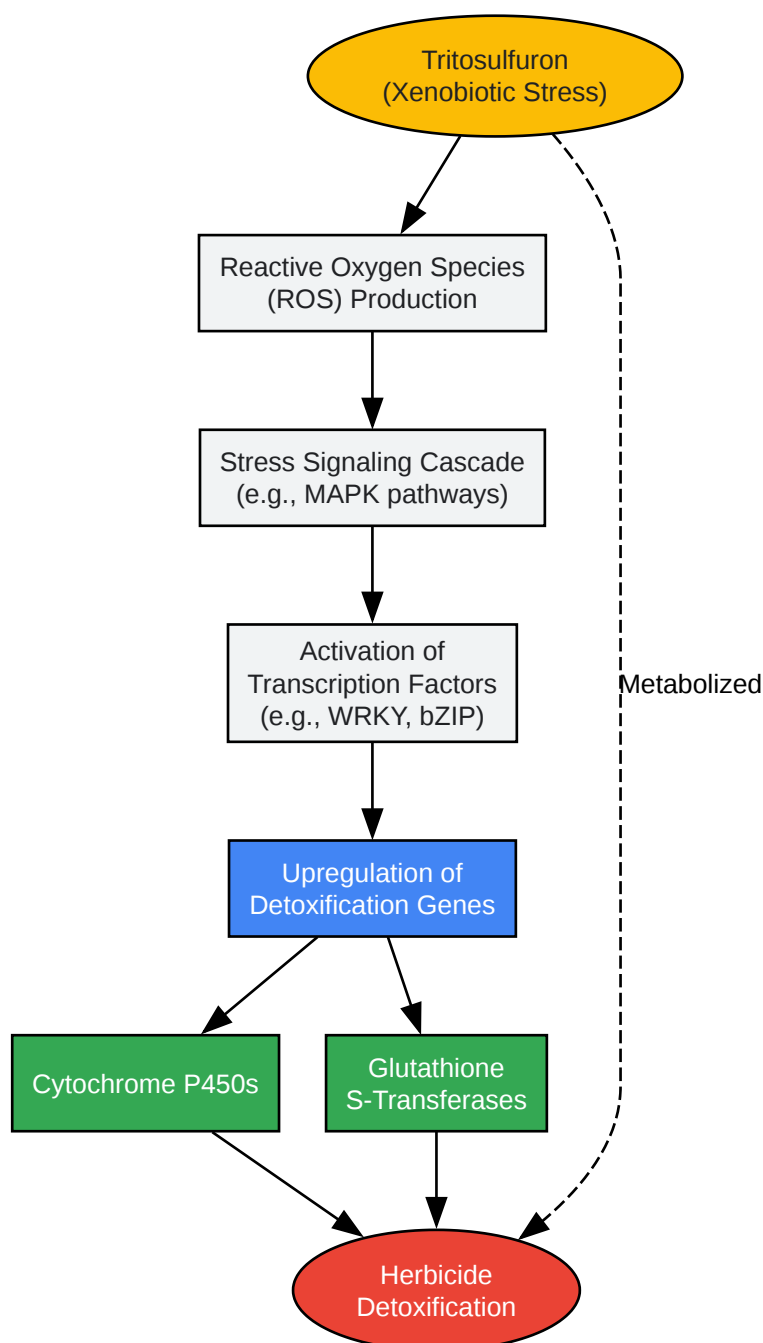 Tritosulfuron
(Xenobiotic Stress)
Reactive Oxygen Species
(ROS) Production
Stress Signaling Cascade
(e.g., MAPK pathways)
Activation of
Transcription Factors
(e.g., WRKY, bZIP)
Metabolized
Upregulation of
Detoxification Genes
Cytochrome P450s
Glutathione
S-Transferases
Herbicide
Detoxification